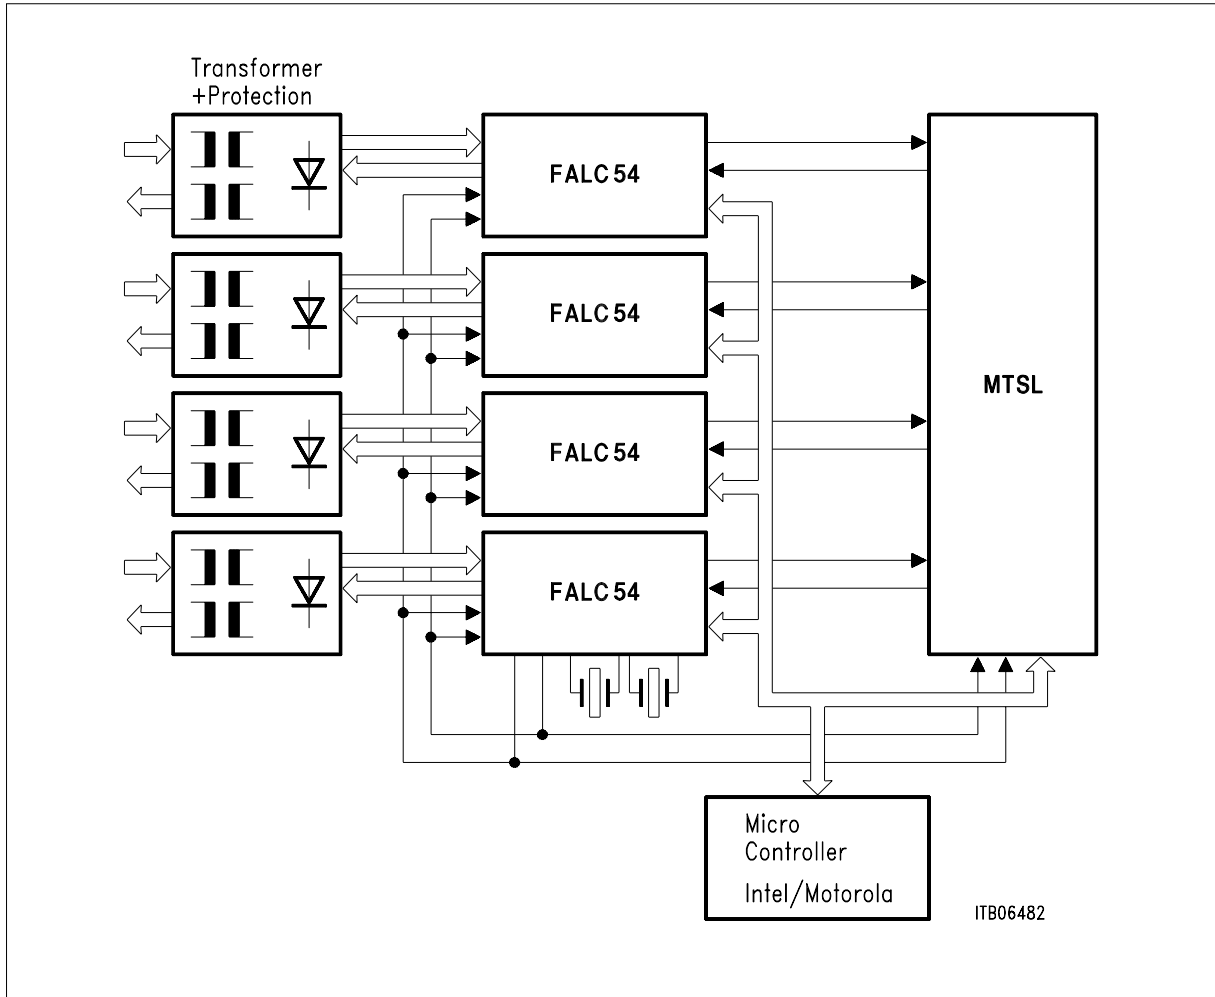 Transformer
+Protection
FALC 54
FALC 54
FALC 54
FALC 54
MTSL
Micro
Controller
Intel/Motorola
ITB06482